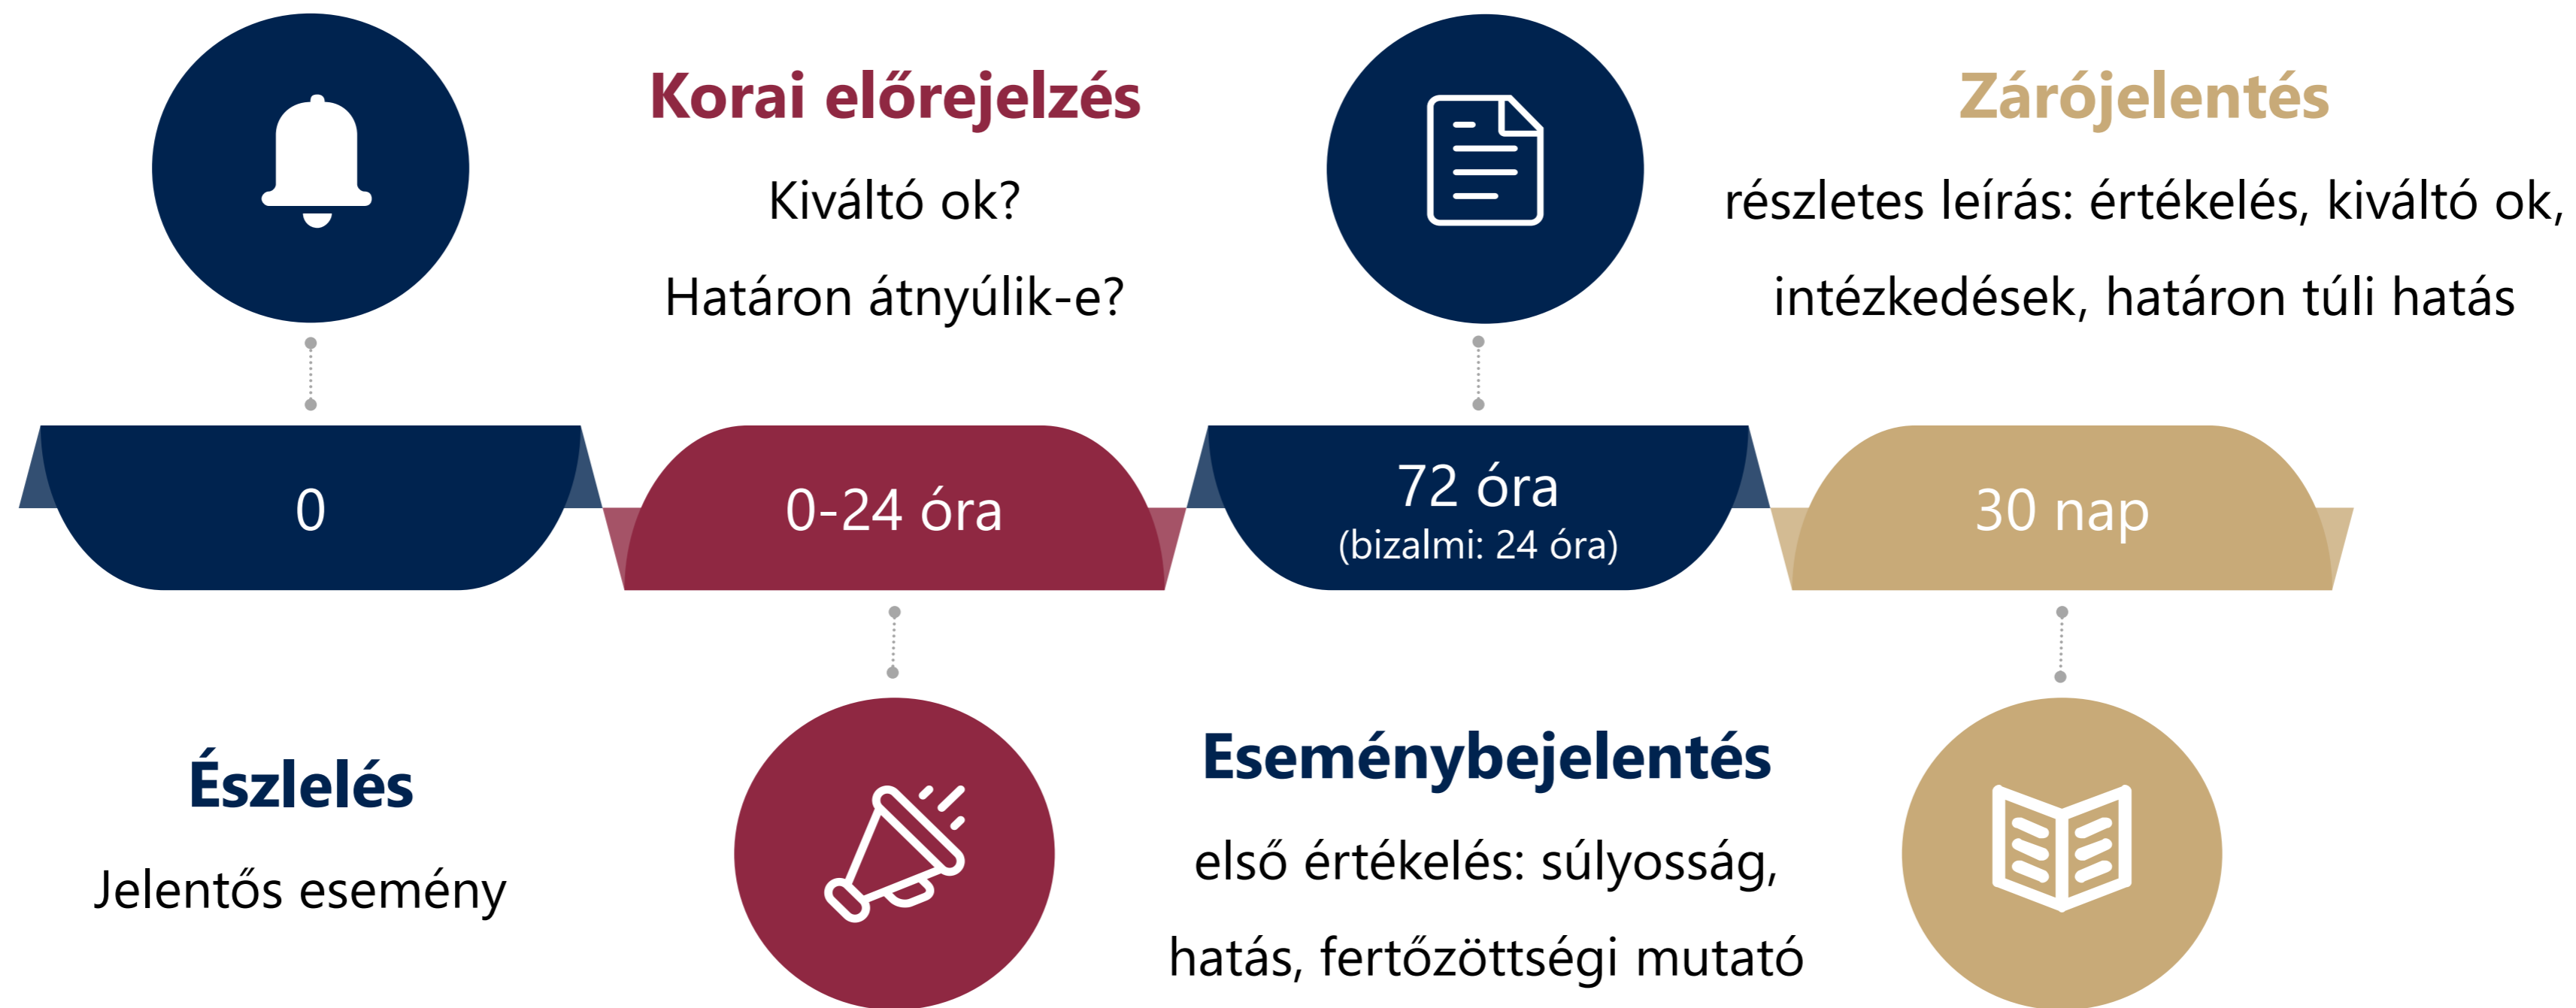 0
Észlelés
Jelentős esemény
Korai előrejelzés
Kiváltó ok?
Határon átnyúlik-e?
0-24 óra
72 óra
(bizalmi: 24 óra)
Eseménybejelentés
első értékelés: súlyosság,
hatás, fertőzöttségi mutató
Zárójelentés
részletes leírás: értékelés, kiváltó ok,
intézkedések, határon túli hatás
30 nap